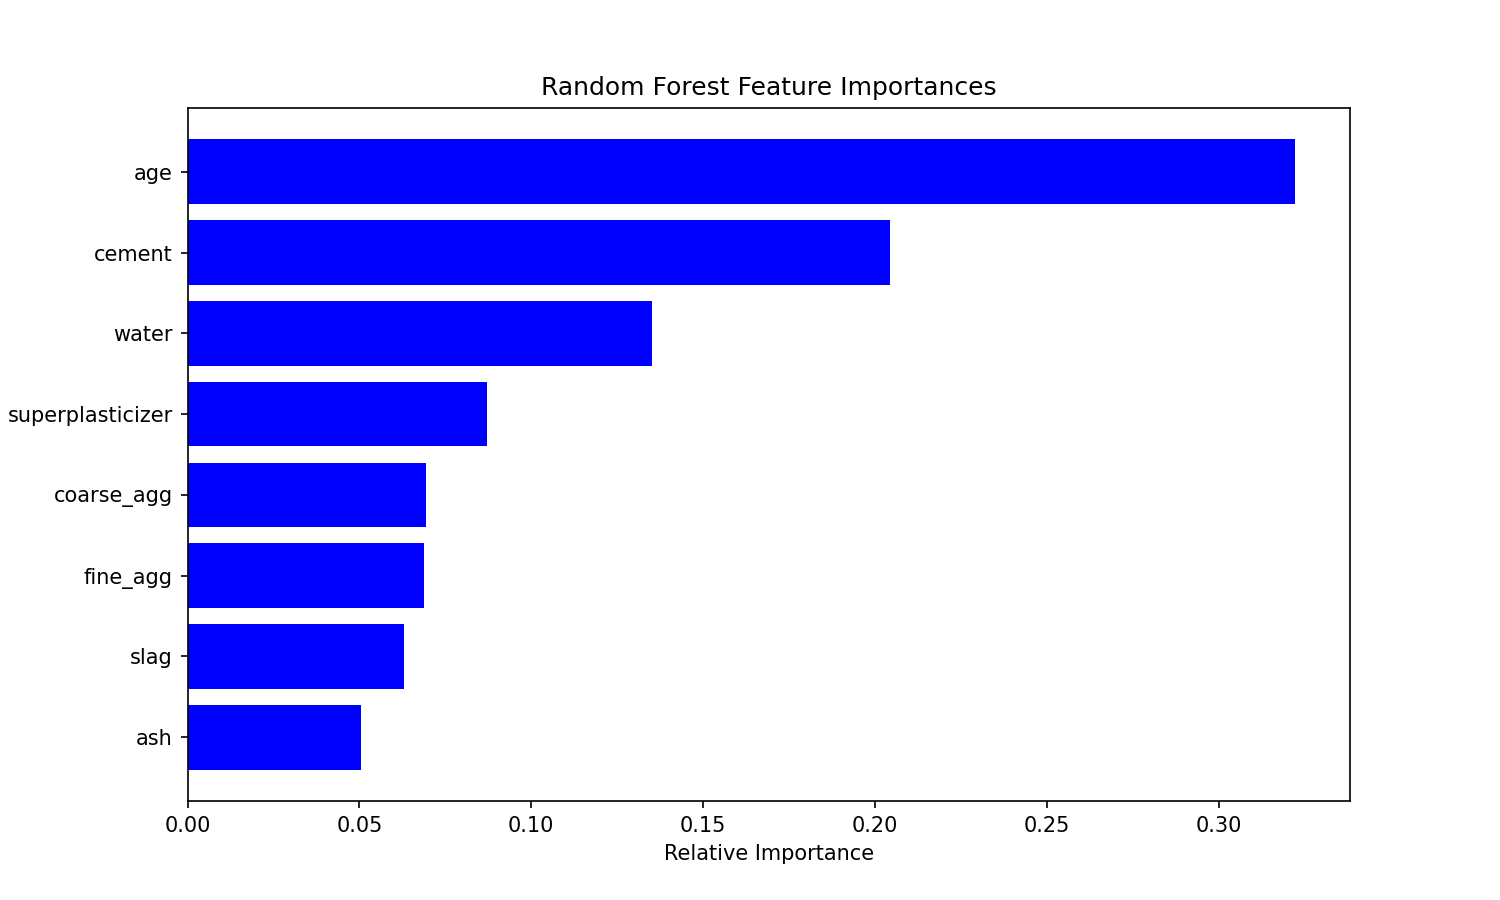 Random Forest Feature Importances
age
cement
water
superplasticizer
coarse_agg
fine_agg
slag
ash
0.00 0.05 0.10 0.15 0.20 0.25 0.30
Relative Importance